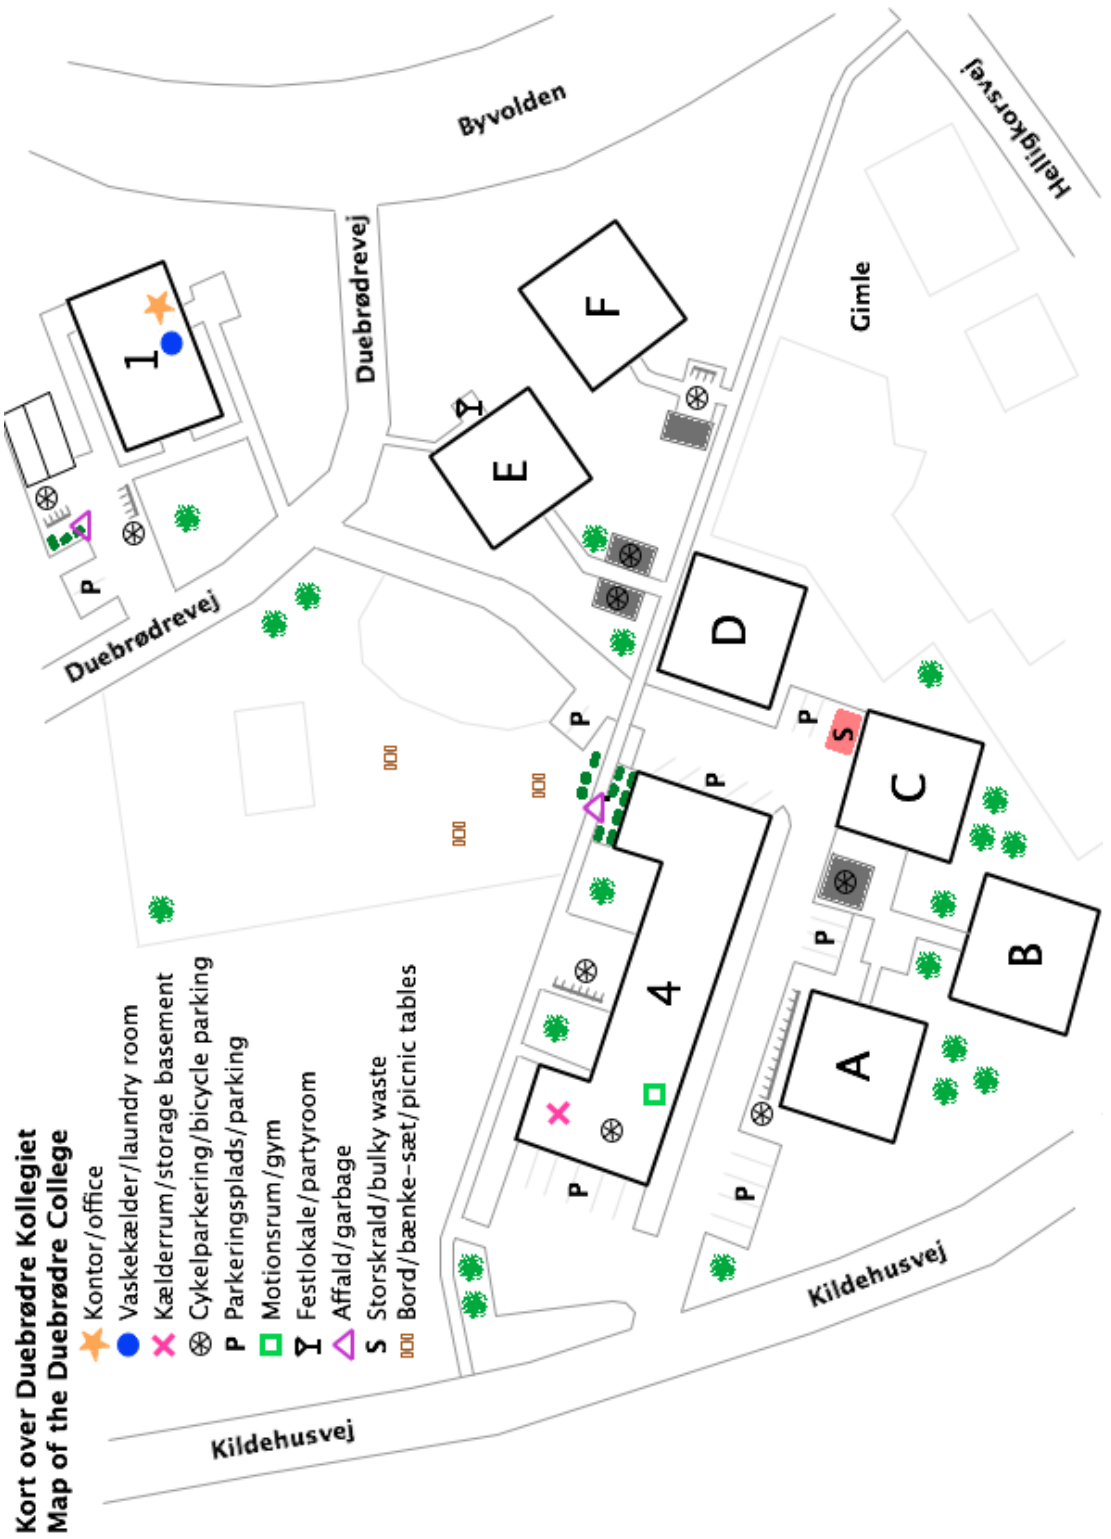 Kort over Duebrødre Kollegiet
Map of the Duebrødre College
Kontor/office
Vaskekælder/laundry room
Kælderrum/storage basement
Cykelparkering/bicycle parking
P Parkeringsplads/parking
Motionsrum/gym
Festlokale/partyroom
Affald/garbage
S Storskrald/bulky waste
Bord/bænke-sæt/picnic tables
Kildehusvej
Kildehusvej
Duebrødrevej
Duebrødrevej
Byvolden
Helligkorsvej
Gimle
1
4
A
B
C
D
E
F
P
P
P
P
P
P
P
S